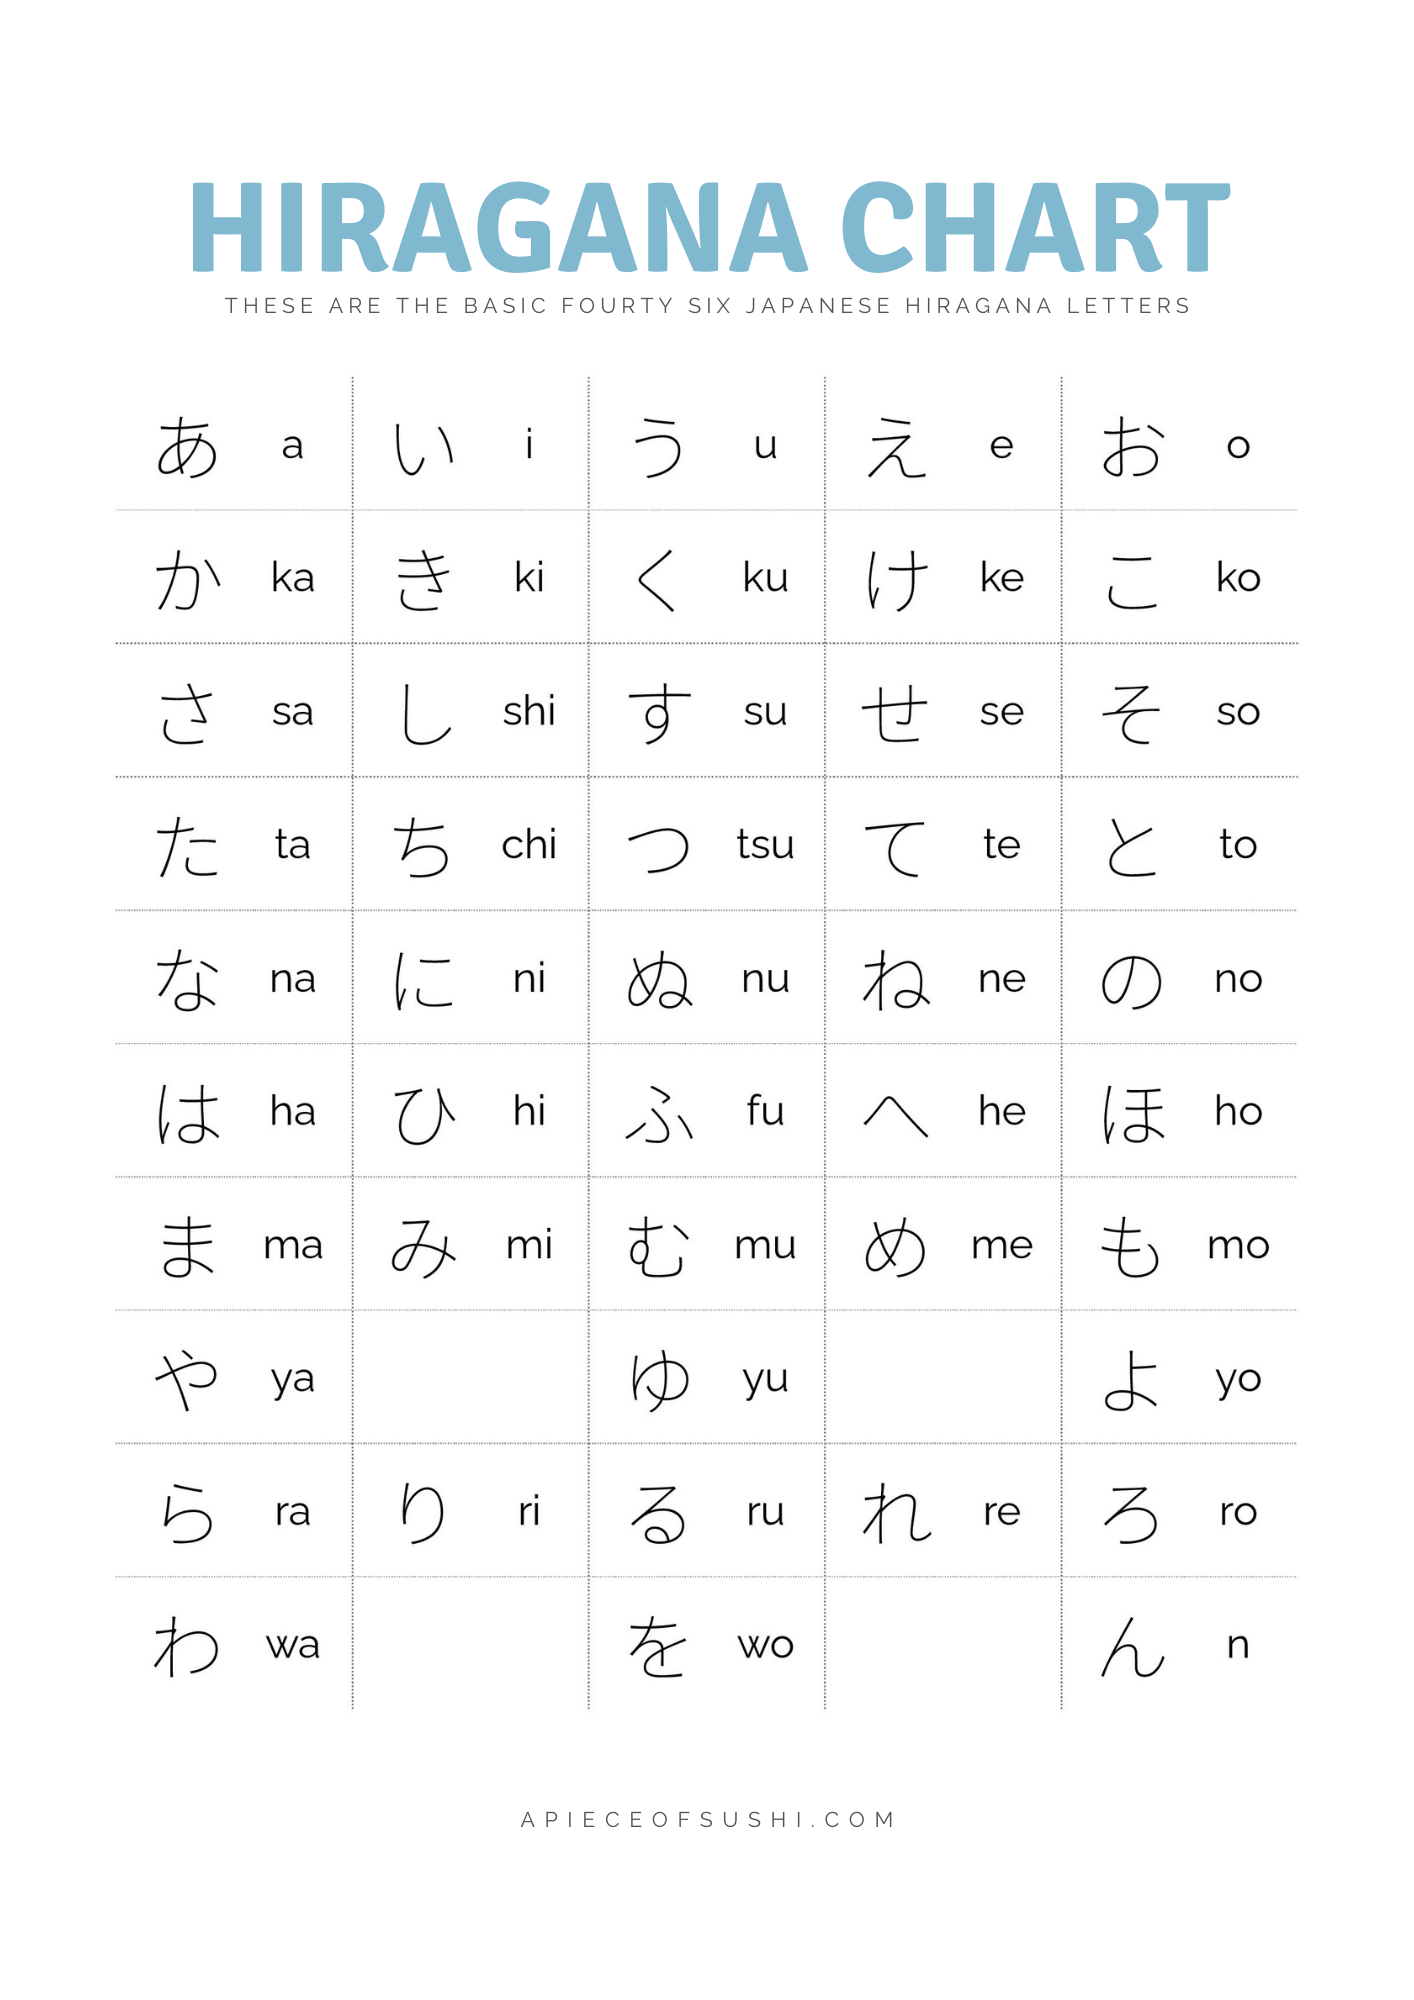 HIRAGANA CHART
THESE ARE THE BASIC FOURTY SIX JAPANESE HIRAGANA LETTERS
あ a い i う u え e お o
か ka き ki く ku け ke こ ko
さ sa し shi す su せ se そ so
た ta ち chi つ tsu て te と to
な na に ni ぬ nu ね ne の no
は ha ひ hi ふ fu へ he ほ ho
ま ma み mi む mu め me も mo
や ya ゆ yu よ yo
ら ra り ri る ru れ re ろ ro
わ wa を wo ん n
APIECEOFSUSHI.COM